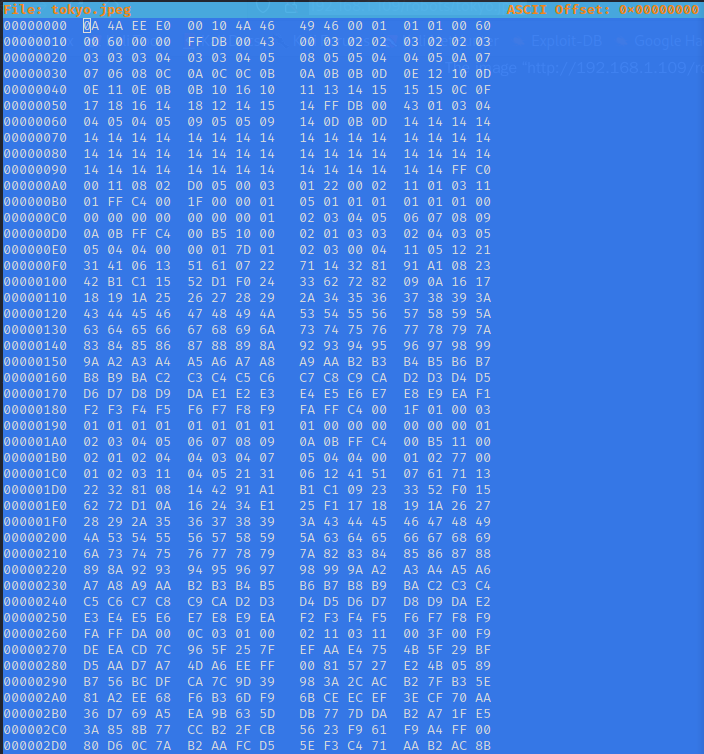 File: tokyo.jpeg ASCII Offset: 0x00000000
Exploit-DB Google Ha
age "http://192.168.1.109/n
00000000 0A 4A EE E0 00 10 4A 46 49 46 00 01 01 01 00 60
00000010 00 60 00 00 FF DB 00 43 00 03 02 02 03 02 02 03
00000020 03 03 03 04 03 03 04 05 08 05 05 04 04 05 0A 07
00000030 07 06 08 0C 0A 0C 0C 0B 0A 0B 0B 0D 0E 12 10 0D
00000040 0E 11 0E 0B 0B 10 16 10 11 13 14 15 15 15 0C 0F
00000050 17 18 16 14 18 12 14 15 14 FF DB 00 43 01 03 04
00000060 04 05 04 05 09 05 05 09 14 0D 0B 0D 14 14 14 14
00000070 14 14 14 14 14 14 14 14 14 14 14 14 14 14 14 14
00000080 14 14 14 14 14 14 14 14 14 14 14 14 14 14 14 14
00000090 14 14 14 14 14 14 14 14 14 14 14 14 14 14 FF C0
000000A0 00 11 08 02 D0 05 00 03 01 22 00 02 11 01 03 11
000000B0 01 FF C4 00 1F 00 00 01 05 01 01 01 01 01 01 00
000000C0 00 00 00 00 00 00 00 01 02 03 04 05 06 07 08 09
000000D0 0A 0B FF C4 00 B5 10 00 02 01 03 03 02 04 03 05
000000E0 05 04 04 00 00 01 7D 01 02 03 00 04 11 05 12 21
000000F0 31 41 06 13 51 61 07 22 71 14 32 81 91 A1 08 23
00000100 42 B1 C1 15 52 D1 F0 24 33 62 72 82 09 0A 16 17
00000110 18 19 1A 25 26 27 28 29 2A 34 35 36 37 38 39 3A
00000120 43 44 45 46 47 48 49 4A 53 54 55 56 57 58 59 5A
00000130 63 64 65 66 67 68 69 6A 73 74 75 76 77 78 79 7A
00000140 83 84 85 86 87 88 89 8A 92 93 94 95 96 97 98 99
00000150 9A A2 A3 A4 A5 A6 A7 A8 A9 AA B2 B3 B4 B5 B6 B7
00000160 B8 B9 BA C2 C3 C4 C5 C6 C7 C8 C9 CA D2 D3 D4 D5
00000170 D6 D7 D8 D9 DA E1 E2 E3 E4 E5 E6 E7 E8 E9 EA F1
00000180 F2 F3 F4 F5 F6 F7 F8 F9 FA FF C4 00 1F 01 00 03
00000190 01 01 01 01 01 01 01 01 01 00 00 00 00 00 00 01
000001A0 02 03 04 05 06 07 08 09 0A 0B FF C4 00 B5 11 00
000001B0 02 01 02 04 04 03 04 07 05 04 04 00 01 02 77 00
000001C0 01 02 03 11 04 05 21 31 06 12 41 51 07 61 71 13
000001D0 22 32 81 08 14 42 91 A1 B1 C1 09 23 33 52 F0 15
000001E0 62 72 D1 0A 16 24 34 E1 25 F1 17 18 19 1A 26 27
000001F0 28 29 2A 35 36 37 38 39 3A 43 44 45 46 47 48 49
00000200 4A 53 54 55 56 57 58 59 5A 63 64 65 66 67 68 69
00000210 6A 73 74 75 76 77 78 79 7A 82 83 84 85 86 87 88
00000220 89 8A 92 93 94 95 96 97 98 99 9A A2 A3 A4 A5 A6
00000230 A7 A8 A9 AA B2 B3 B4 B5 B6 B7 B8 B9 BA C2 C3 C4
00000240 C5 C6 C7 C8 C9 CA D2 D3 D4 D5 D6 D7 D8 D9 DA E2
00000250 E3 E4 E5 E6 E7 E8 E9 EA F2 F3 F4 F5 F6 F7 F8 F9
00000260 FA FF DA 00 0C 03 01 00 02 11 03 11 00 3F 00 F9
00000270 DE EA CD 7C 96 5F 25 7F EF AA E4 75 4B 5F 29 BF
00000280 D5 AA D7 A7 4D A6 EE FF 00 81 57 27 E2 4B 05 89
00000290 B7 56 BC DF CA 7C 9D 39 98 3A 2C AC B2 7F B3 5E
000002A0 81 A2 EE 68 F6 B3 6D F9 6B CE EC EF 3E CF 70 AA
000002B0 36 D7 69 A5 EA 9B 63 5D DB 77 7D DA B2 A7 1F E5
000002C0 3A 85 8B 77 CC B2 2F CB 56 23 F9 61 F9 A4 FF 00
000002D0 80 D6 0C 7A B2 AA FC D5 5E F3 C4 71 AA B2 AC 8B